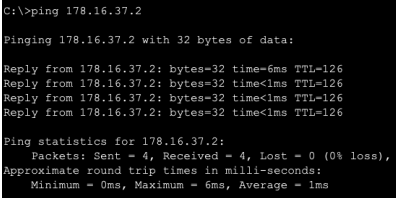 C:\>ping 178.16.37.2
Pinging 178.16.37.2 with 32 bytes of data:
Reply from 178.16.37.2: bytes=32 time=6ms TTL=126
Reply from 178.16.37.2: bytes=32 time<1ms TTL=126
Reply from 178.16.37.2: bytes=32 time<1ms TTL=126
Reply from 178.16.37.2: bytes=32 time<1ms TTL=126
Ping statistics for 178.16.37.2:
    Packets: Sent = 4, Received = 4, Lost = 0 (0% loss),
Approximate round trip times in milli-seconds:
    Minimum = 0ms, Maximum = 6ms, Average = 1ms